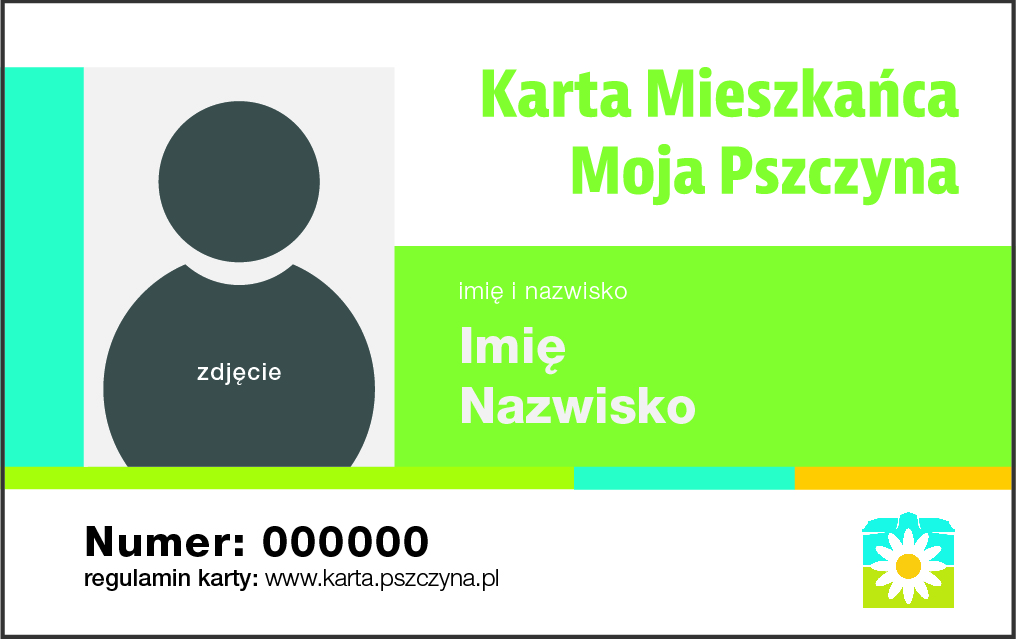 Karta Mieszkańca
Moja Pszczyna
imię i nazwisko
Imię
Nazwisko
zdjęcie
Numer: 000000
regulamin karty: www.karta.pszczyna.pl